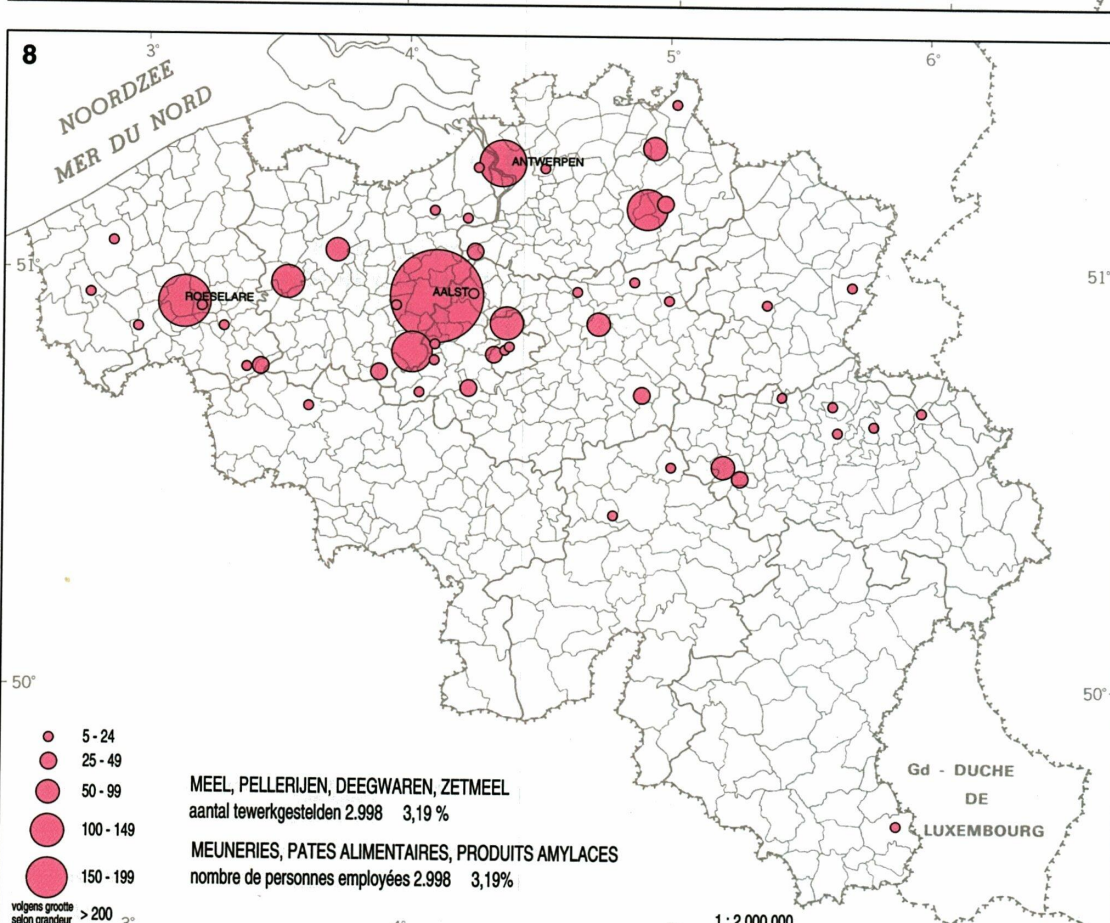 8
3°
4°
5°
6°
NOORDZEE
MER DU NORD
ANTWERPEN
51°
51°
ROESELARE
AALST
50°
50°
5 - 24
25 - 49
50 - 99
100 - 149
150 - 199
volgens grootte
selon grandeur
> 200
MEEL, PELLERIJEN, DEEGWAREN, ZETMEEL
aantal tewerkgestelden 2.998 3,19 %
MEUNERIES, PATES ALIMENTAIRES, PRODUITS AMYLACES
nombre de personnes employées 2.998 3,19%
Gd - DUCHE
DE
LUXEMBOURG
3°
1 : 2 000 000